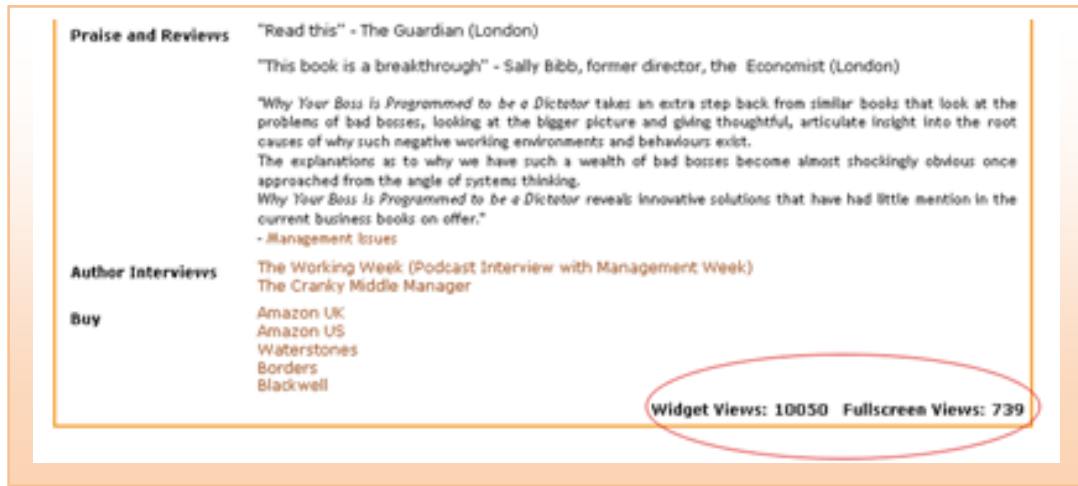 Praise and Reviews "Read this" - The Guardian (London)
"This book is a breakthrough" - Sally Bibb, former director, the Economist (London)
"Why Your Boss Is Programmed to be a Dictator takes an extra step back from similar books that look at the
problems of bad bosses, looking at the bigger picture and giving thoughtful, articulate insight into the root
causes of why such negative working environments and behaviours exist.
The explanations as to why we have such a wealth of bad bosses become almost shockingly obvious once
approached from the angle of systems thinking.
Why Your Boss Is Programmed to be a Dictator reveals innovative solutions that have had little mention in the
current business books on offer."
- Management Issues
Author Interviews The Working Week (Podcast Interview with Management Week)
The Cranky Middle Manager
Buy Amazon UK
Amazon US
Waterstones
Borders
Blackwell
Widget Views: 10050 Fullscreen Views: 739